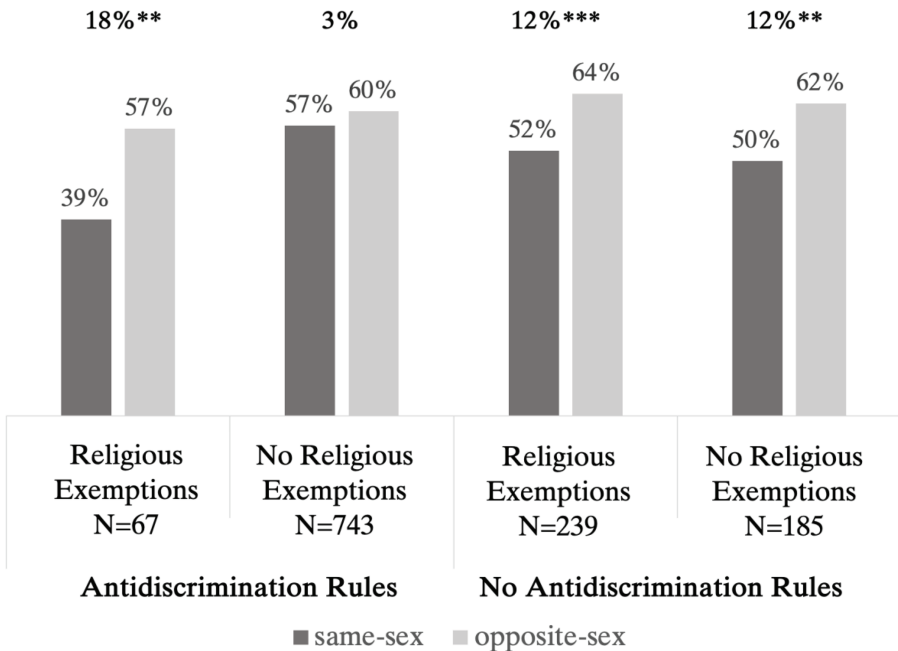 18%** 3% 12%*** 12%**
39% 57% 57% 60% 52% 64% 50% 62%
Religious Exemptions N=67
No Religious Exemptions N=743
Religious Exemptions N=239
No Religious Exemptions N=185
Antidiscrimination Rules No Antidiscrimination Rules
same-sex opposite-sex